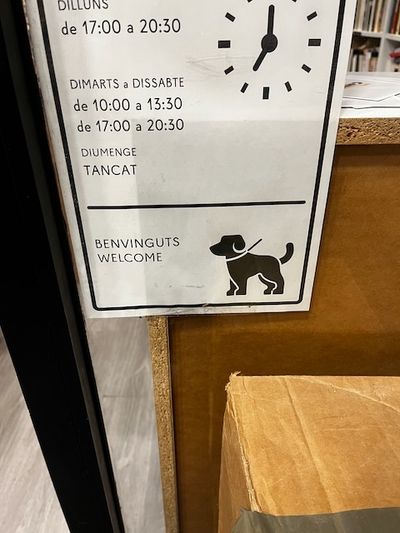 DILLUNS
de 17:00 a 20:30
DIMARTS a DISSABTE
de 10:00 a 13:30
de 17:00 a 20:30
DIUMENGE
TANCAT
BENVINGUTS
WELCOME